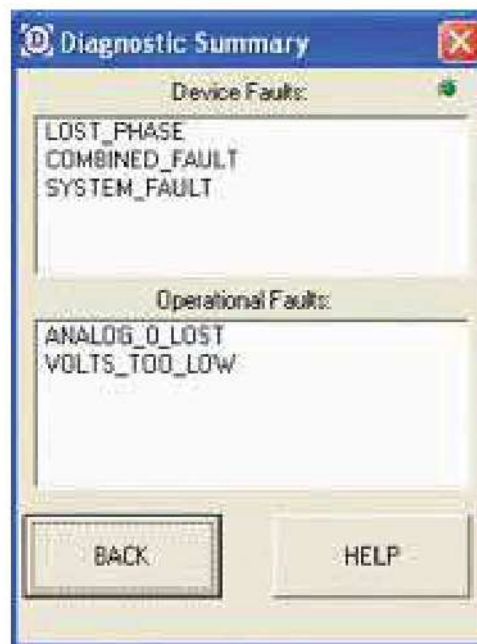 Diagnostic Summary
Device Faults:
LOST_PHASE
COMBINED_FAULT
SYSTEM_FAULT
Operational Faults:
ANALOG_0_LOST
VOLTS_TOO_LOW
BACK
HELP